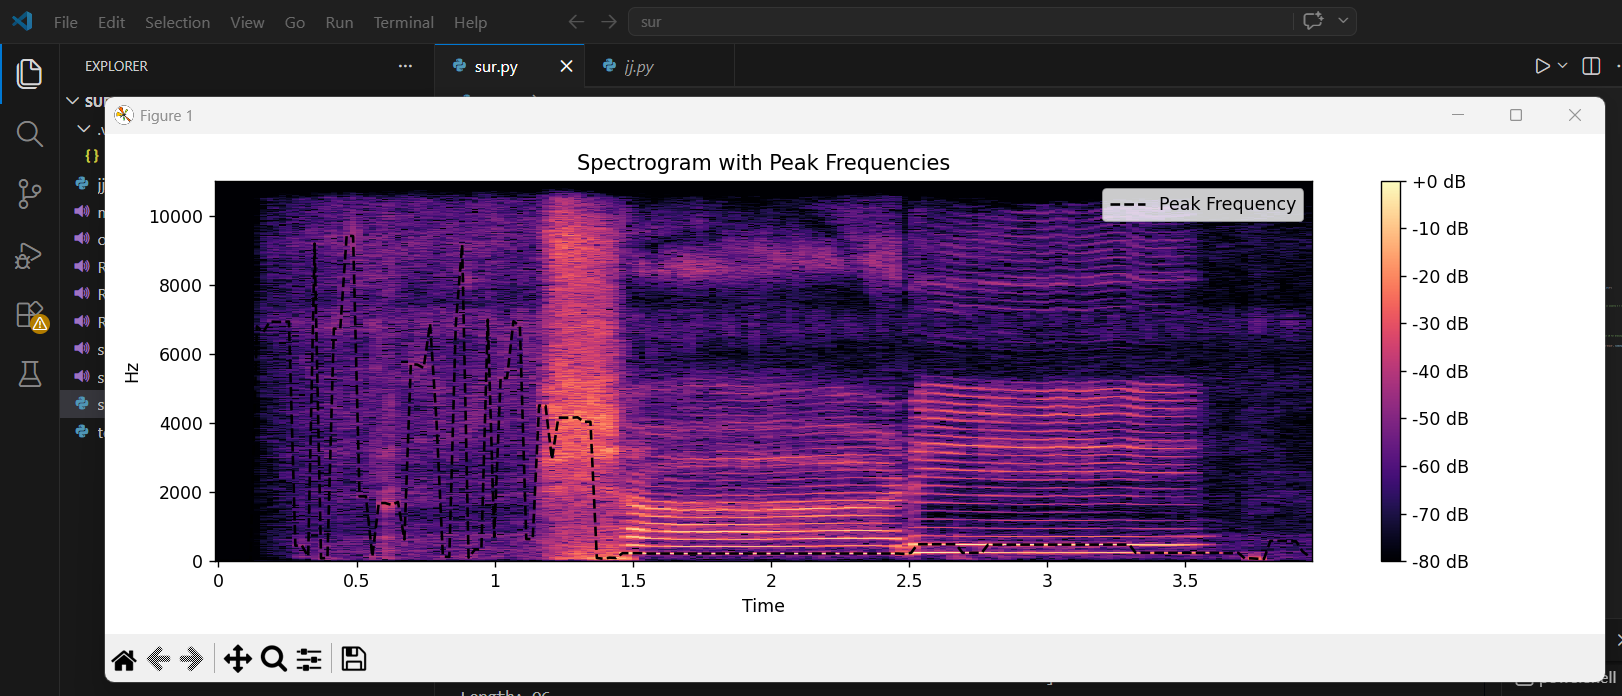 File Edit Selection View Go Run Terminal Help
sur
EXPLORER
sur.py
jj.py
SU
Figure 1
{}
jj
Spectrogram with Peak Frequencies
Peak Frequency
10000
8000
6000
4000
2000
0
Hz
0 0.5 1 1.5 2 2.5 3 3.5
Time
+0 dB
-10 dB
-20 dB
-30 dB
-40 dB
-50 dB
-60 dB
-70 dB
-80 dB